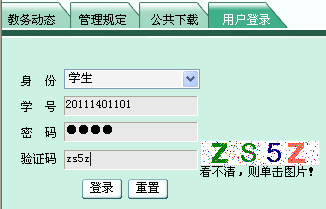 教务动态 管理规定 公共下载 用户登录
身 份 学生
学 号 20111401101
密 码 ●●●●
验证码 zs5z ZS5Z
看不清，则单击图片!
登录 重置